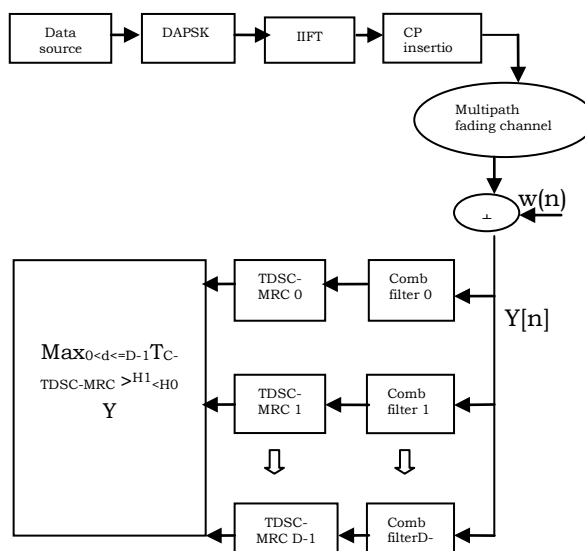 Data
source
DAPSK
IIFT
CP
insertio
Multipath
fading channel
w(n)
Y[n]
TDSC-
MRC 0
Comb
filter 0
Max0<d<=D-1TC-
TDSC-MRC >H1<H0
Y
TDSC-
MRC 1
Comb
filter 1
TDSC-
MRC D-1
Comb
filterD-